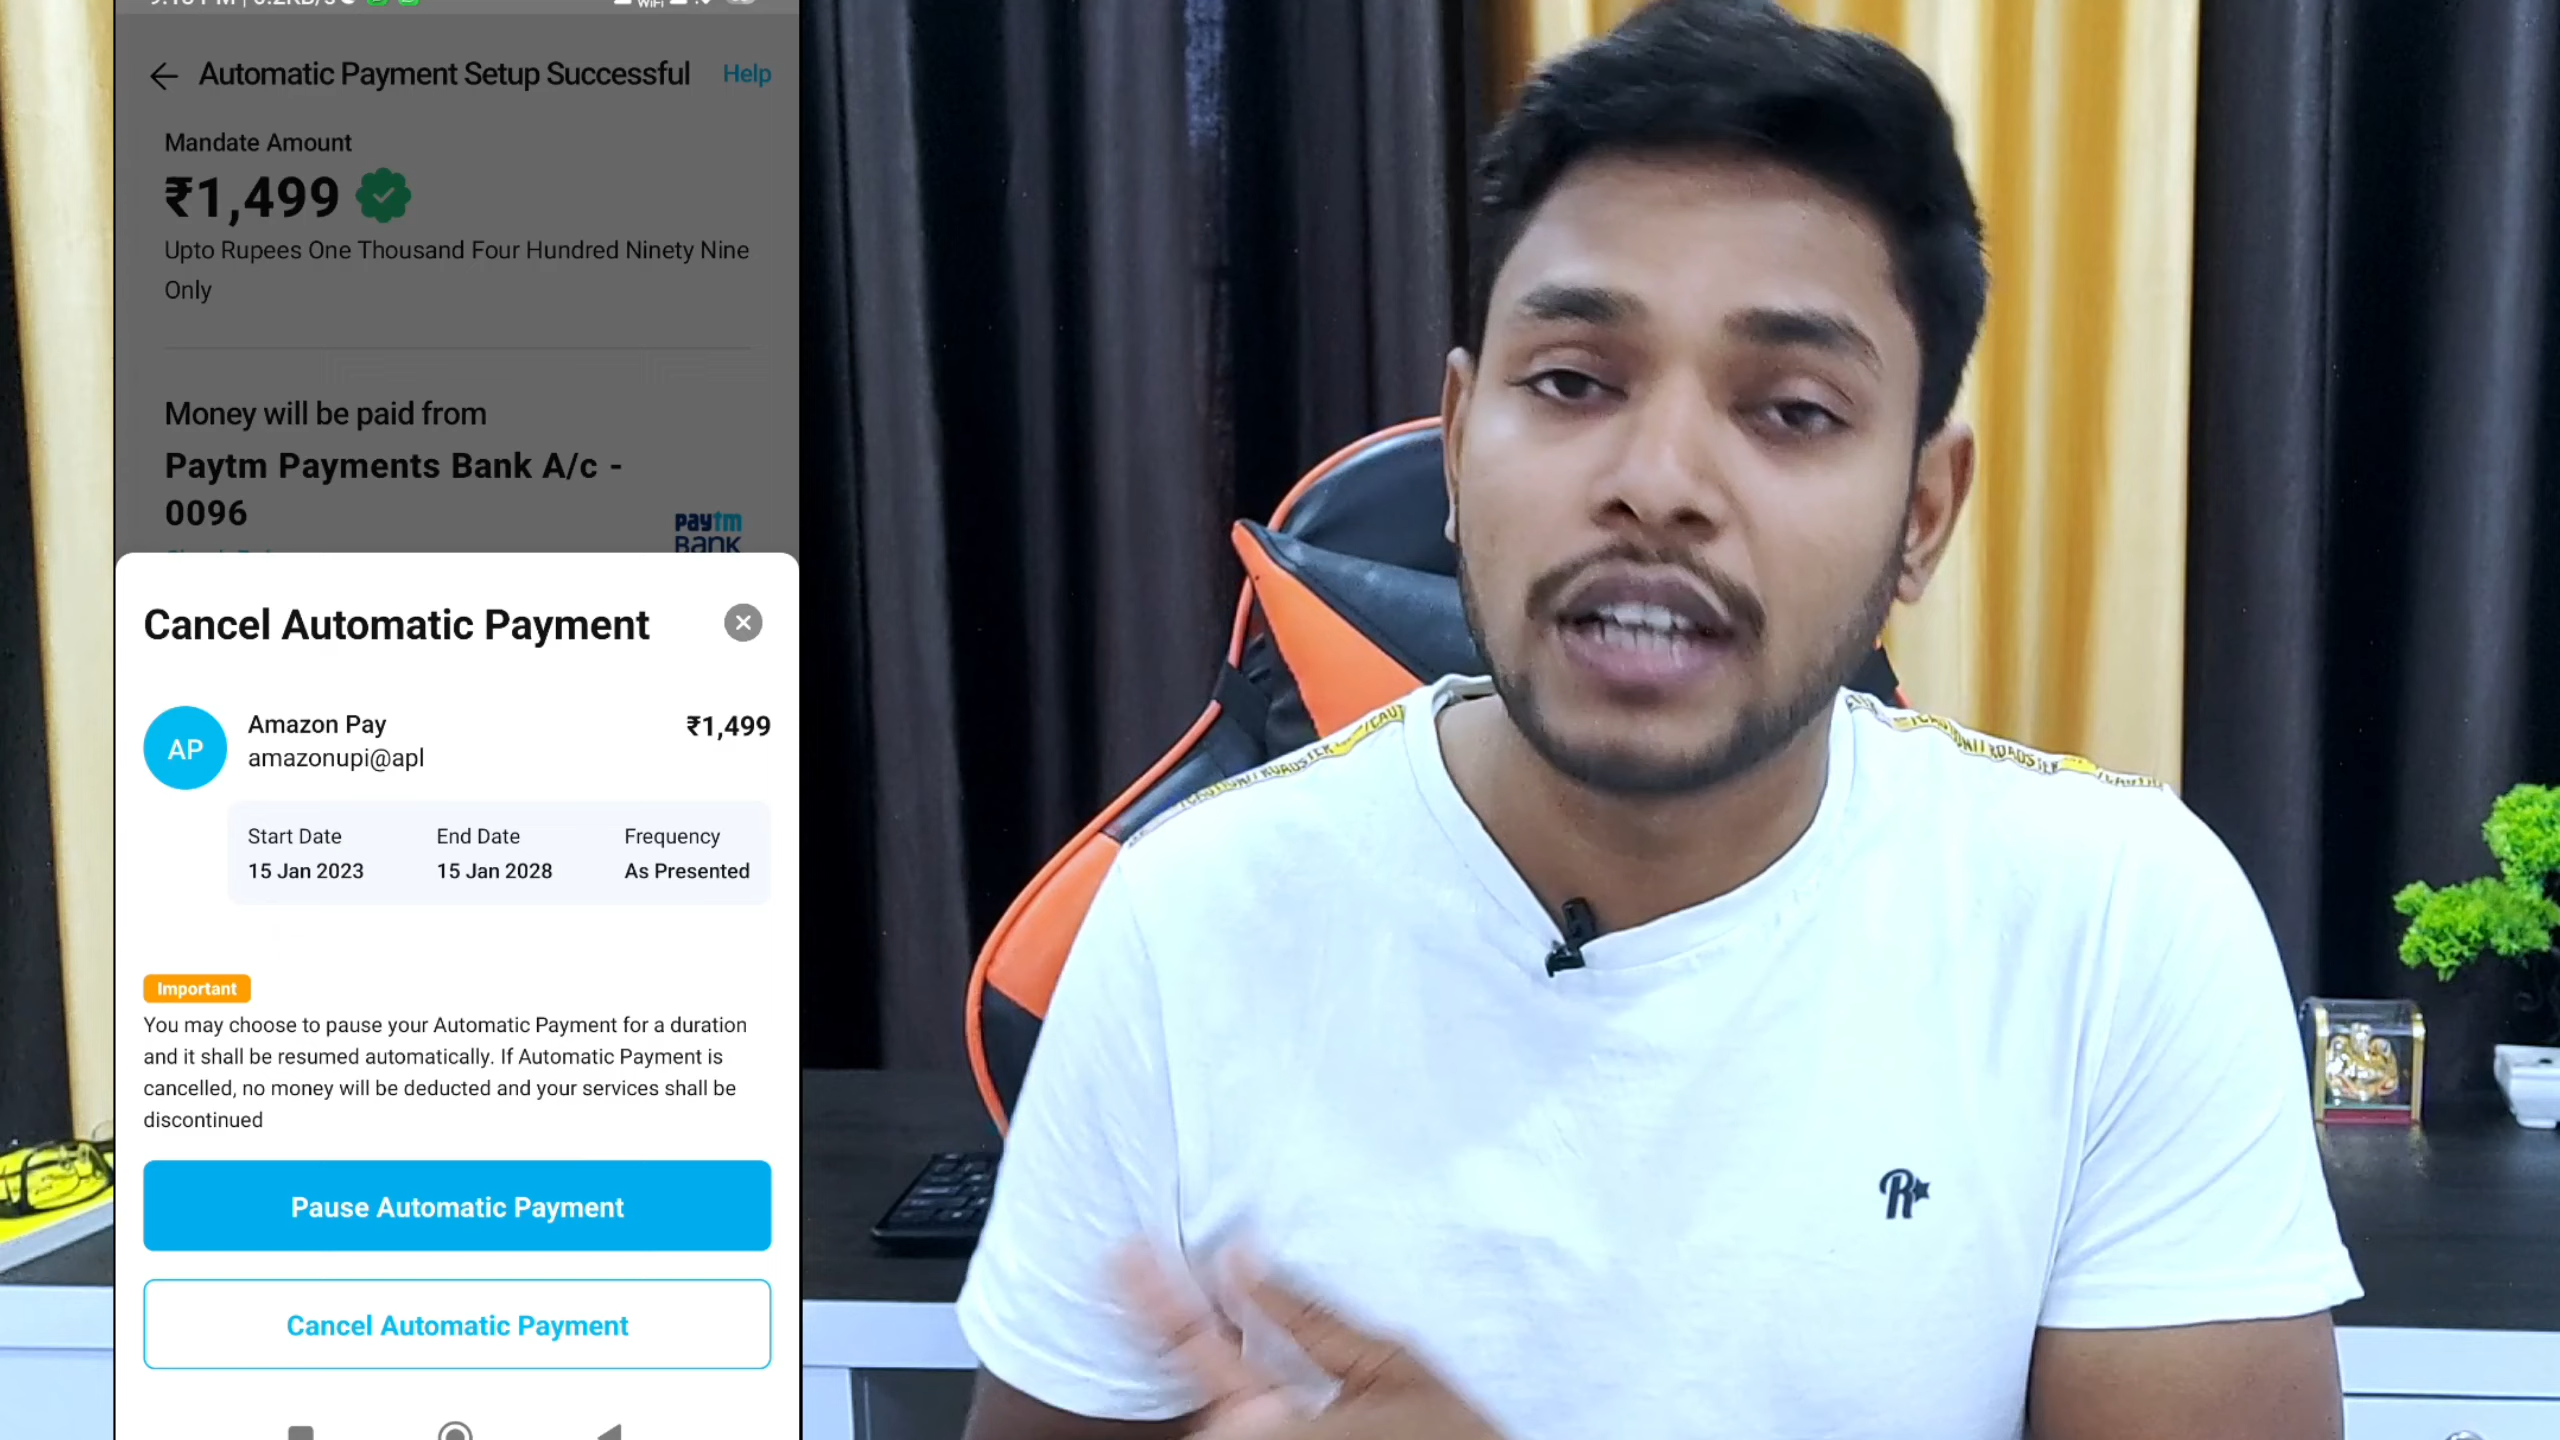 Automatic Payment Setup Successful Help
Mandate Amount
₹1,499
Upto Rupees One Thousand Four Hundred Ninety Nine
Only
Money will be paid from
Paytm Payments Bank A/c -
0096
paytm
BANK
Cancel Automatic Payment
AP Amazon Pay ₹1,499
amazonupi@apl
Start Date End Date Frequency
15 Jan 2023 15 Jan 2028 As Presented
Important
You may choose to pause your Automatic Payment for a duration
and it shall be resumed automatically. If Automatic Payment is
cancelled, no money will be deducted and your services shall be
discontinued
Pause Automatic Payment
Cancel Automatic Payment
R